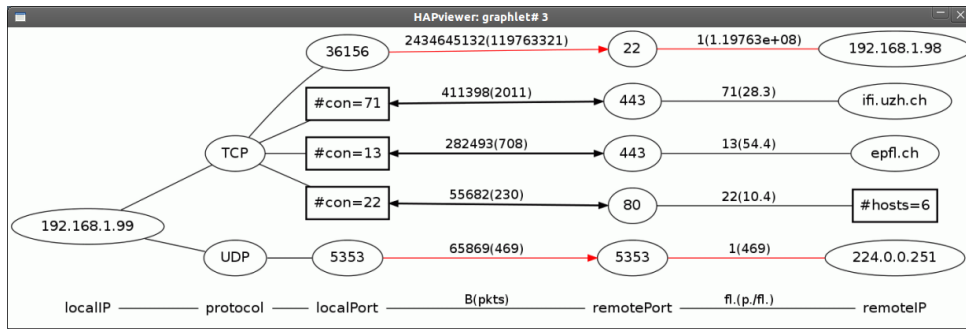 HAPviewer: graphlet# 3
36156 2434645132(119763321) 22 1(1.19763e+08) 192.168.1.98
#con=71 411398(2011) 443 71(28.3) ifi.uzh.ch
TCP #con=13 282493(708) 443 13(54.4) epfl.ch
#con=22 55682(230) 80 22(10.4) #hosts=6
192.168.1.99
UDP 5353 65869(469) 5353 1(469) 224.0.0.251
localIP protocol localPort B(pkts) remotePort fl.(p./fl.) remoteIP